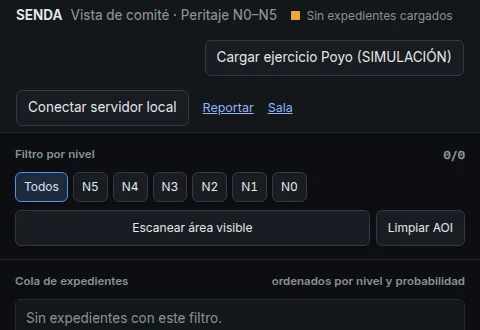 SENDA Vista de comité · Peritaje N0–N5 Sin expedientes cargados
Cargar ejercicio Poyo (SIMULACIÓN)
Conectar servidor local Reportar Sala
Filtro por nivel 0/0
Todos N5 N4 N3 N2 N1 N0
Escanear área visible Limpiar AOI
Cola de expedientes ordenados por nivel y probabilidad
Sin expedientes con este filtro.